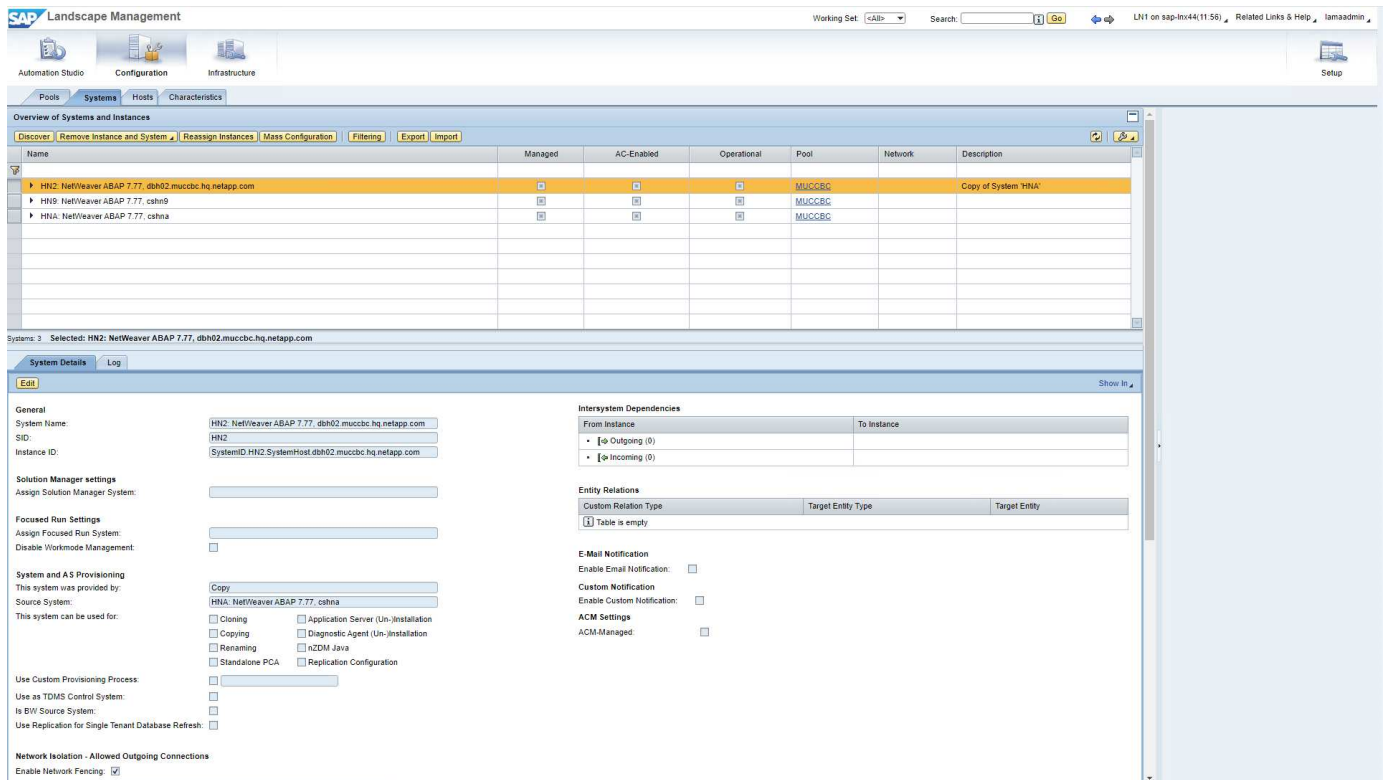 SAP Landscape Management
Working Set: <All> Search: Go LN1 on sap-lnx44(11:56) Related Links & Help lamaadmin
Automation Studio Configuration Infrastructure Setup
Pools Systems Hosts Characteristics
Overview of Systems and Instances
Discover Remove Instance and System Reassign Instances Mass Configuration Filtering Export Import
Name Managed AC-Enabled Operational Pool Network Description
HN2: NetWeaver ABAP 7.77, dbh02.muccbc.hq.netapp.com MUCCBC Copy of System 'HNA'
HN9: NetWeaver ABAP 7.77, cshn9 MUCCBC
HNA: NetWeaver ABAP 7.77, cshna MUCCBC
Systems: 3 Selected: HN2: NetWeaver ABAP 7.77, dbh02.muccbc.hq.netapp.com
System Details Log
Edit Show In
General
System Name: HN2: NetWeaver ABAP 7.77, dbh02.muccbc.hq.netapp.com
SID: HN2
Instance ID: SystemID.HN2.SystemHost.dbh02.muccbc.hq.netapp.com
Solution Manager settings
Assign Solution Manager System:
Focused Run Settings
Assign Focused Run System:
Disable Workmode Management:
System and AS Provisioning
This system was provided by: Copy
Source System: HNA: NetWeaver ABAP 7.77, cshna
This system can be used for: Cloning Application Server (Un-)Installation
Copying Diagnostic Agent (Un-)Installation
Renaming nZDM Java
Standalone PCA Replication Configuration
Use Custom Provisioning Process:
Use as TDMS Control System:
Is BW Source System:
Use Replication for Single Tenant Database Refresh:
Network Isolation - Allowed Outgoing Connections
Enable Network Fencing:
Intersystem Dependencies
From Instance To Instance
Outgoing (0)
Incoming (0)
Entity Relations
Custom Relation Type Target Entity Type Target Entity
Table is empty
E-Mail Notification
Enable Email Notification:
Custom Notification
Enable Custom Notification:
ACM Settings
ACM-Managed: